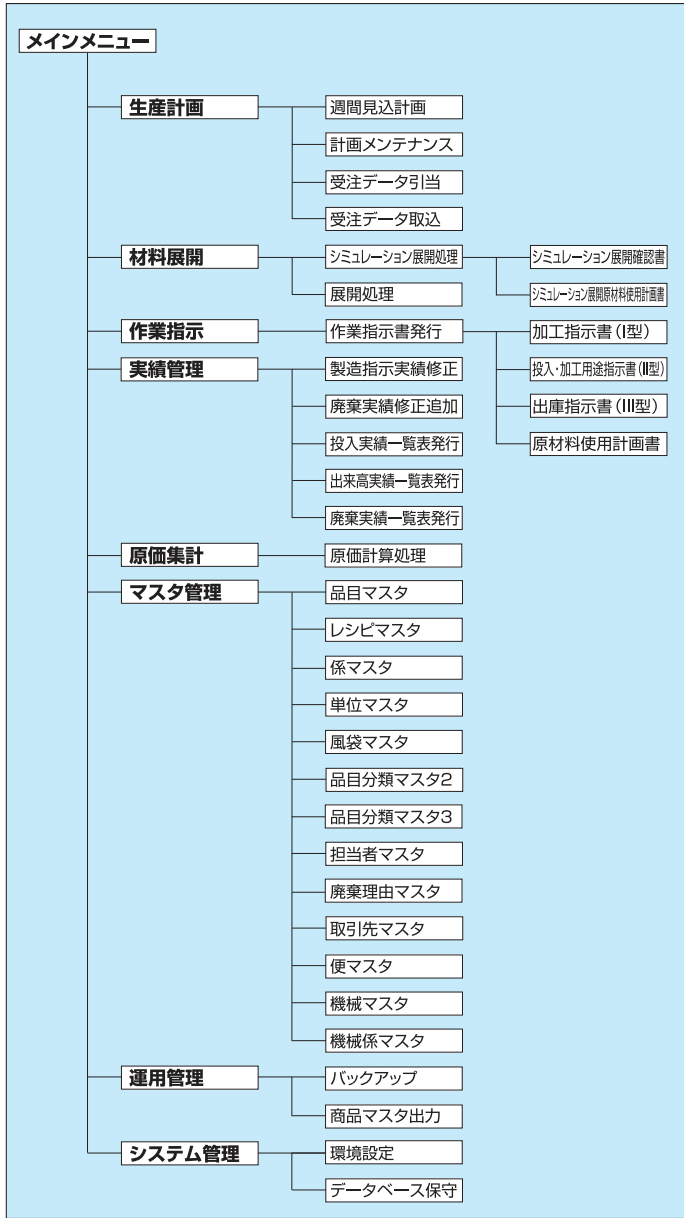 メインメニュー
生産計画
週間見込計画
計画メンテナンス
受注データ引当
受注データ取込
材料展開
シミュレーション展開処理
シミュレーション展開確認書
シミュレーション展開原材料使用計画書
展開処理
作業指示
作業指示書発行
加工指示書(I型)
投入・加工用途指示書(II型)
出庫指示書(III型)
原材料使用計画書
実績管理
製造指示実績修正
廃棄実績修正追加
投入実績一覧表発行
出来高実績一覧表発行
廃棄実績一覧表発行
原価集計
原価計算処理
マスタ管理
品目マスタ
レシピマスタ
係マスタ
単位マスタ
風袋マスタ
品目分類マスタ2
品目分類マスタ3
担当者マスタ
廃棄理由マスタ
取引先マスタ
便マスタ
機械マスタ
機械係マスタ
運用管理
バックアップ
商品マスタ出力
システム管理
環境設定
データベース保守